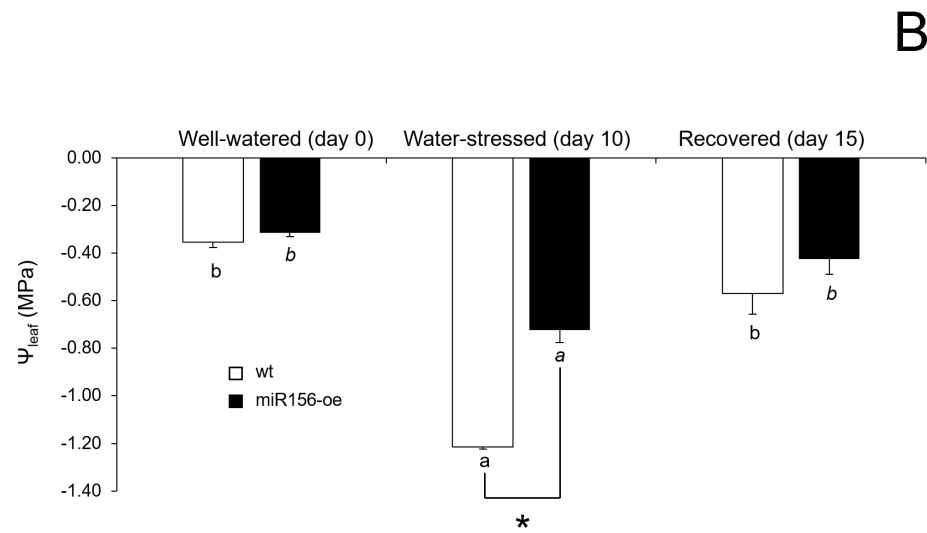 B
Well-watered (day 0) Water-stressed (day 10) Recovered (day 15)
0.00
-0.20
-0.40
-0.60
-0.80
-1.00
-1.20
-1.40
Ψleaf (MPa)
b b
a a
b b
wt
miR156-oe
*